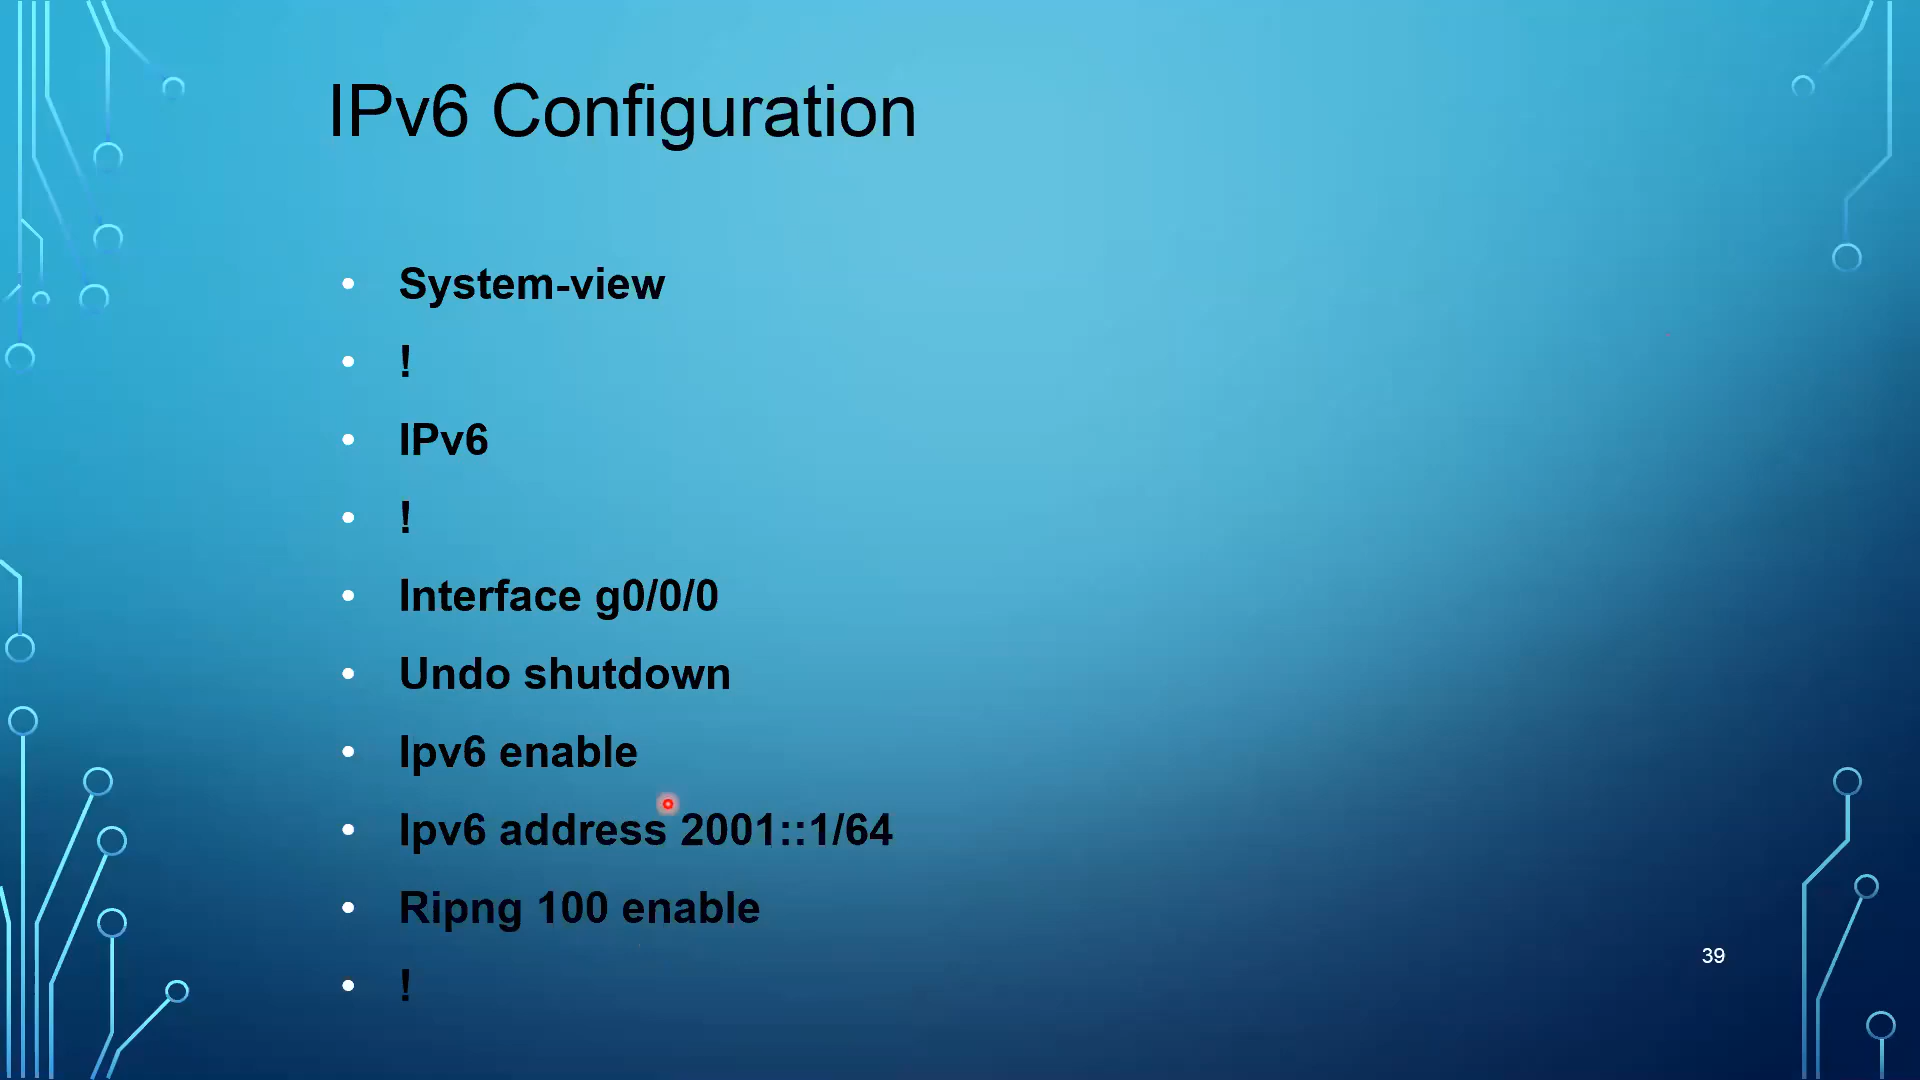 IPv6 Configuration
• System-view
• !
• IPv6
• !
• Interface g0/0/0
• Undo shutdown
• Ipv6 enable
• Ipv6 address 2001::1/64
• Ripng 100 enable
• !
39